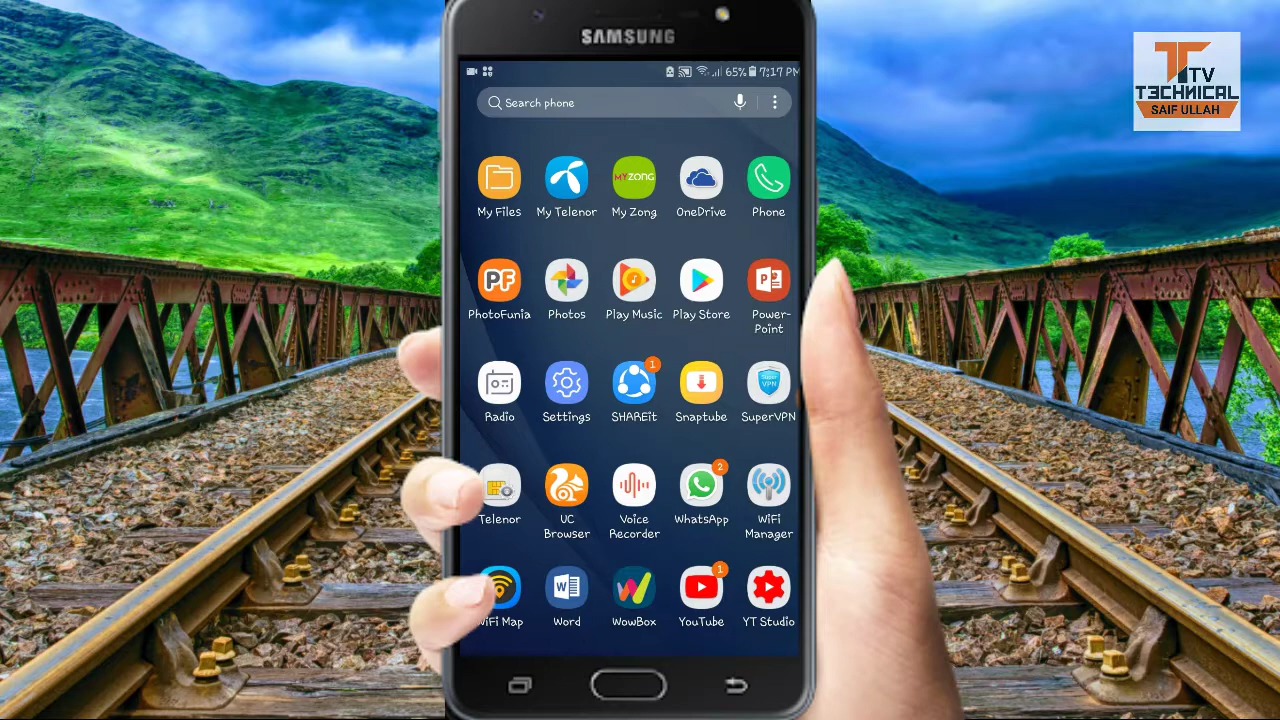 SAMSUNG
65% 7:17 PM
Search phone
TV
T3CHNICAL
SAIF ULLAH
MYZONG
My Files
My Telenor
My Zong
OneDrive
Phone
PF
P
PhotoFunia
Photos
Play Music
Play Store
Power-
Point
1
Super
VPN
Radio
Settings
SHAREit
Snaptube
SuperVPN
2
Telenor
UC
Browser
Voice
Recorder
WhatsApp
WiFi
Manager
W
1
WiFi Map
Word
WowBox
YouTube
YT Studio